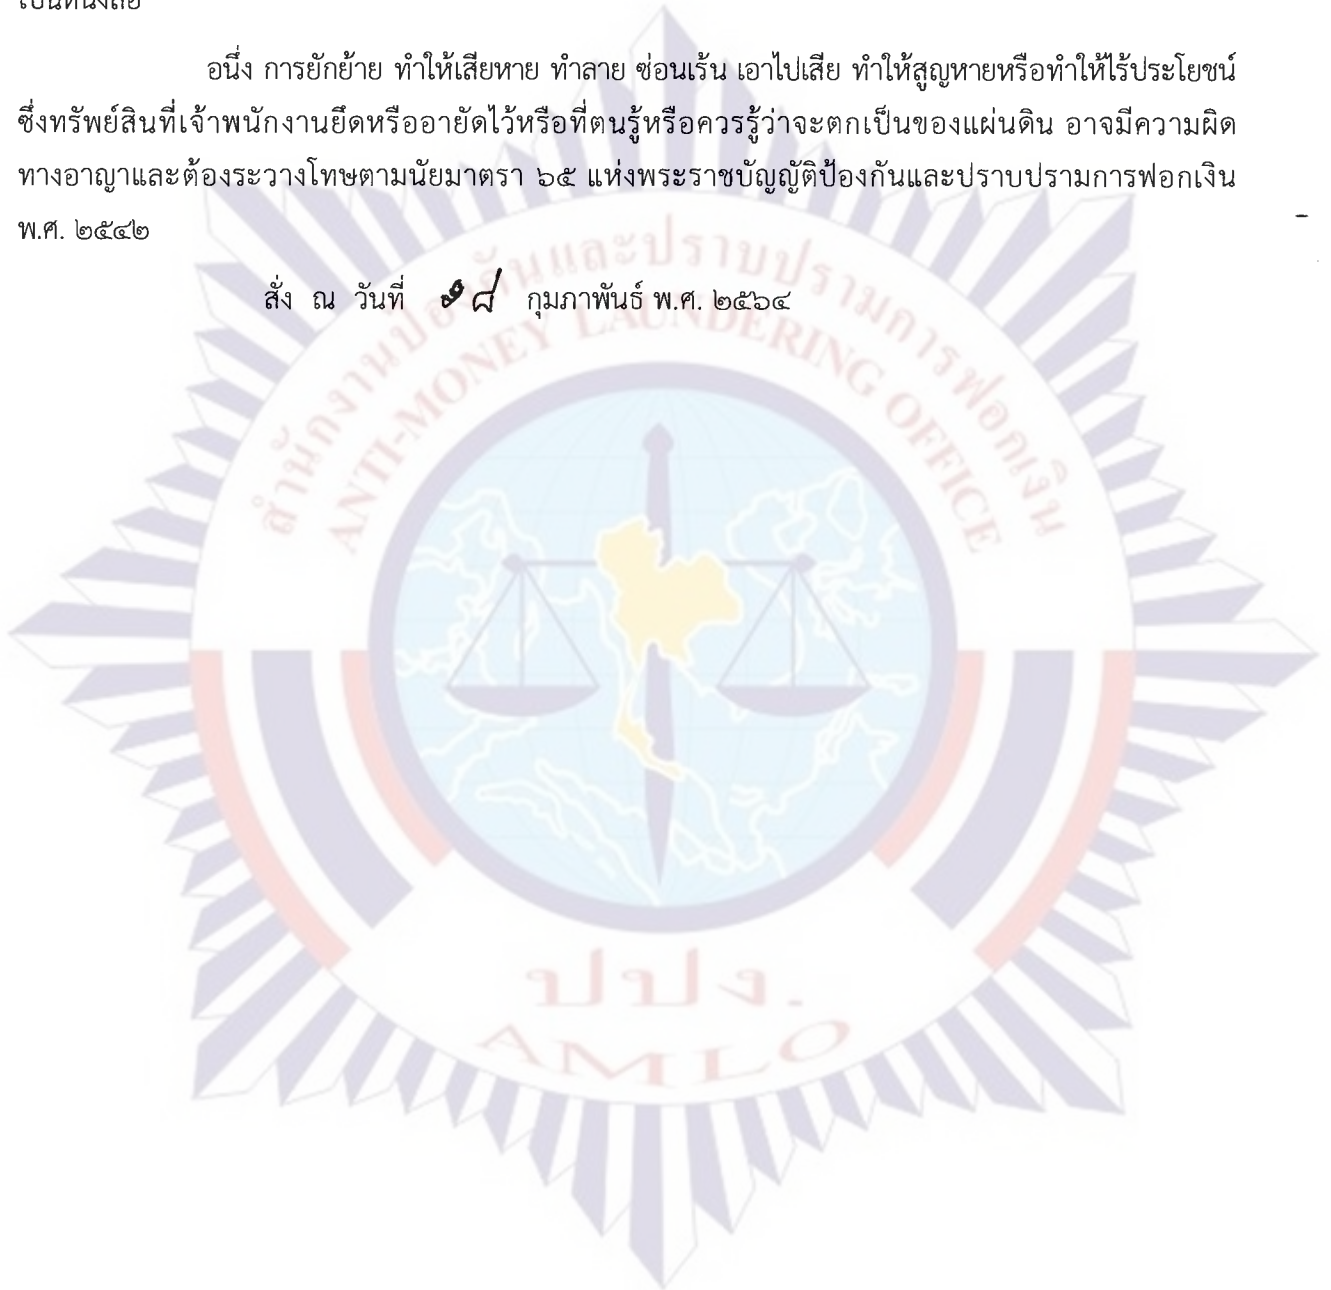 เป็นหนังสือ
อนึ่ง การยักย้าย ทำให้เสียหาย ทำลาย ซ่อนเร้น เอาไปเสีย ทำให้สูญหายหรือทำให้ไร้ประโยชน์
ซึ่งทรัพย์สินที่เจ้าพนักงานยึดหรืออายัดไว้หรือที่ตนรู้หรือควรรู้ว่าจะตกเป็นของแผ่นดิน อาจมีความผิด
ทางอาญาและต้องระวางโทษตามนัยมาตรา ๖๕ แห่งพระราชบัญญัติป้องกันและปราบปรามการฟอกเงิน
พ.ศ. ๒๕๔๒
สั่ง ณ วันที่ ๑๘ กุมภาพันธ์ พ.ศ. ๒๕๖๔
สำนักงานป้องกันและปราบปรามการฟอกเงิน
ANTI-MONEY LAUNDERING OFFICE
ปปง.
AMLO